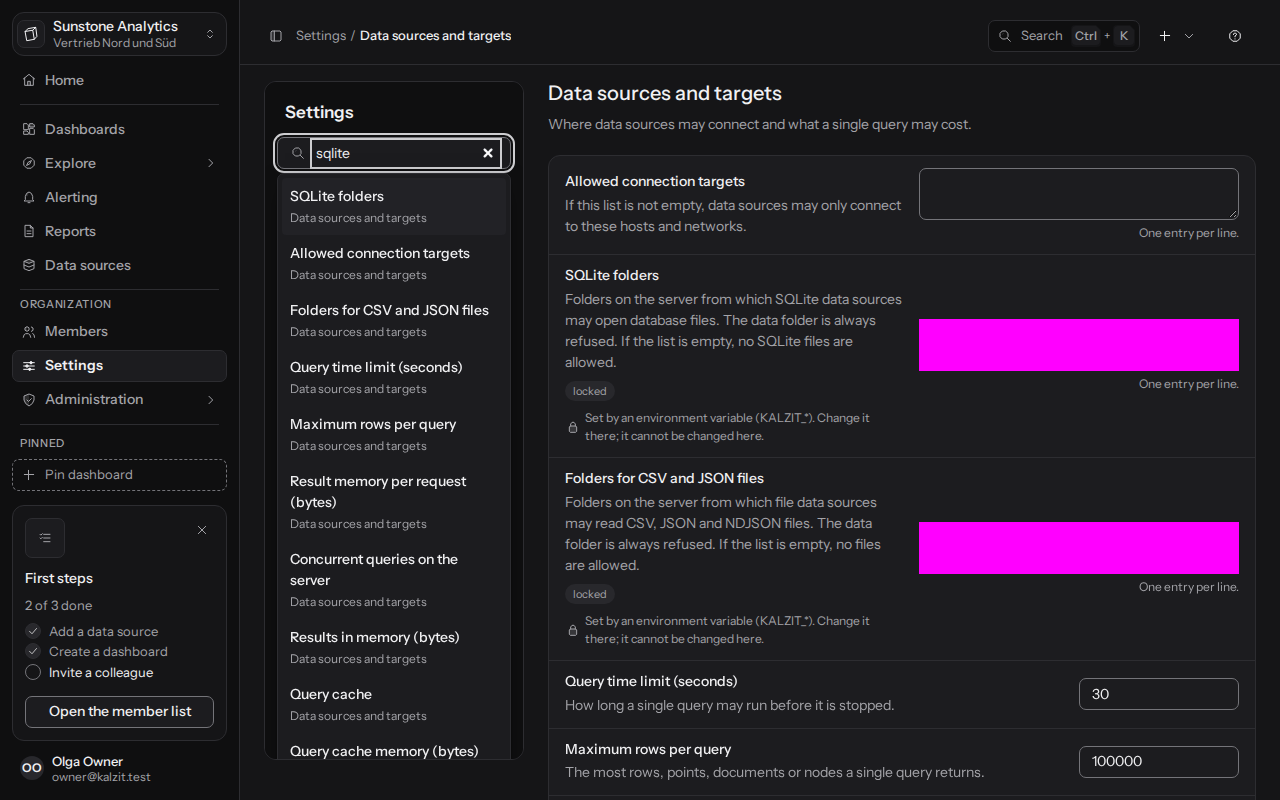 Sunstone Analytics
Vertrieb Nord und Süd
Home
Dashboards
Explore
Alerting
Reports
Data sources
ORGANIZATION
Members
Settings
Administration
PINNED
Pin dashboard
First steps
2 of 3 done
Add a data source
Create a dashboard
Invite a colleague
Open the member list
OO
Olga Owner
owner@kalzit.test
Settings / Data sources and targets
Search Ctrl + K
Settings
sqlite
SQLite folders
Data sources and targets
Allowed connection targets
Data sources and targets
Folders for CSV and JSON files
Data sources and targets
Query time limit (seconds)
Data sources and targets
Maximum rows per query
Data sources and targets
Result memory per request
(bytes)
Data sources and targets
Concurrent queries on the
server
Data sources and targets
Results in memory (bytes)
Data sources and targets
Query cache
Data sources and targets
Query cache memory (bytes)
Data sources and targets
Where data sources may connect and what a single query may cost.
Allowed connection targets
If this list is not empty, data sources may only connect
to these hosts and networks.
One entry per line.
SQLite folders
Folders on the server from which SQLite data sources
may open database files. The data folder is always
refused. If the list is empty, no SQLite files are
allowed.
One entry per line.
locked
Set by an environment variable (KALZIT_*). Change it
there; it cannot be changed here.
Folders for CSV and JSON files
Folders on the server from which file data sources
may read CSV, JSON and NDJSON files. The data
folder is always refused. If the list is empty, no files
are allowed.
One entry per line.
locked
Set by an environment variable (KALZIT_*). Change it
there; it cannot be changed here.
Query time limit (seconds)
How long a single query may run before it is stopped.
30
Maximum rows per query
The most rows, points, documents or nodes a single query returns.
100000